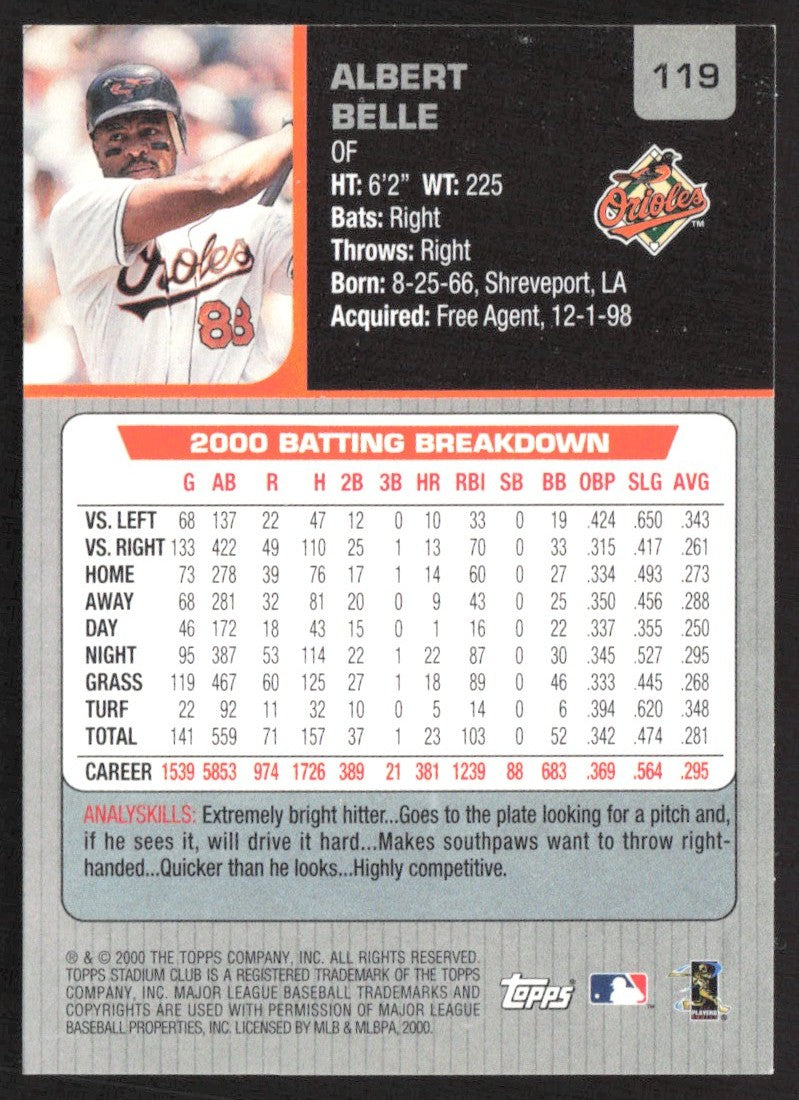 ALBERT
BELLE
119
OF
HT: 6'2" WT: 225
Bats: Right
Throws: Right
Born: 8-25-66, Shreveport, LA
Acquired: Free Agent, 12-1-98
Orioles TM
Orioles
88
2000 BATTING BREAKDOWN
G AB R H 2B 3B HR RBI SB BB OBP SLG AVG
VS. LEFT 68 137 22 47 12 0 10 33 0 19 .424 .650 .343
VS. RIGHT 133 422 49 110 25 1 13 70 0 33 .315 .417 .261
HOME 73 278 39 76 17 1 14 60 0 27 .334 .493 .273
AWAY 68 281 32 81 20 0 9 43 0 25 .350 .456 .288
DAY 46 172 18 43 15 0 1 16 0 22 .337 .355 .250
NIGHT 95 387 53 114 22 1 22 87 0 30 .345 .527 .295
GRASS 119 467 60 125 27 1 18 89 0 46 .333 .445 .268
TURF 22 92 11 32 10 0 5 14 0 6 .394 .620 .348
TOTAL 141 559 71 157 37 1 23 103 0 52 .342 .474 .281
CAREER 1539 5853 974 1726 389 21 381 1239 88 683 .369 .564 .295
ANALYSKILLS: Extremely bright hitter...Goes to the plate looking for a pitch and,
if he sees it, will drive it hard...Makes southpaws want to throw right-
handed...Quicker than he looks...Highly competitive.
® & © 2000 THE TOPPS COMPANY, INC. ALL RIGHTS RESERVED.
TOPPS STADIUM CLUB IS A REGISTERED TRADEMARK OF THE TOPPS
COMPANY, INC. MAJOR LEAGUE BASEBALL TRADEMARKS AND
COPYRIGHTS ARE USED WITH PERMISSION OF MAJOR LEAGUE
BASEBALL PROPERTIES, INC. LICENSED BY MLB & MLBPA, 2000.
topps
PLAYERS